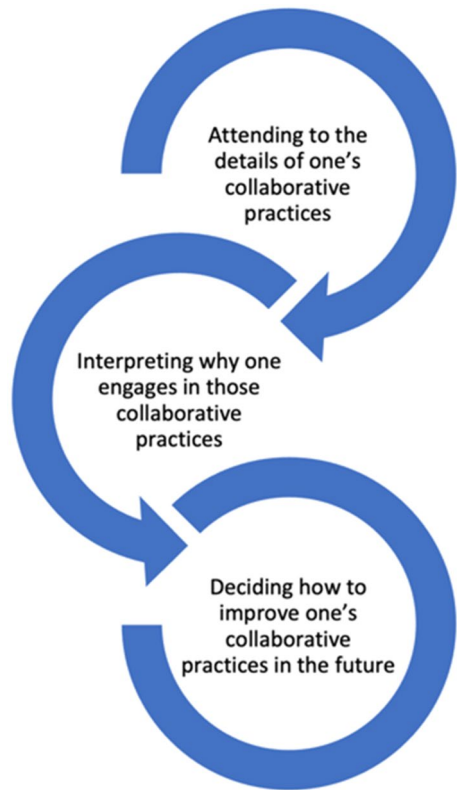 Attending to the
details of one's
collaborative
practices
Interpreting why one
engages in those
collaborative
practices
Deciding how to
improve one's
collaborative
practices in the future